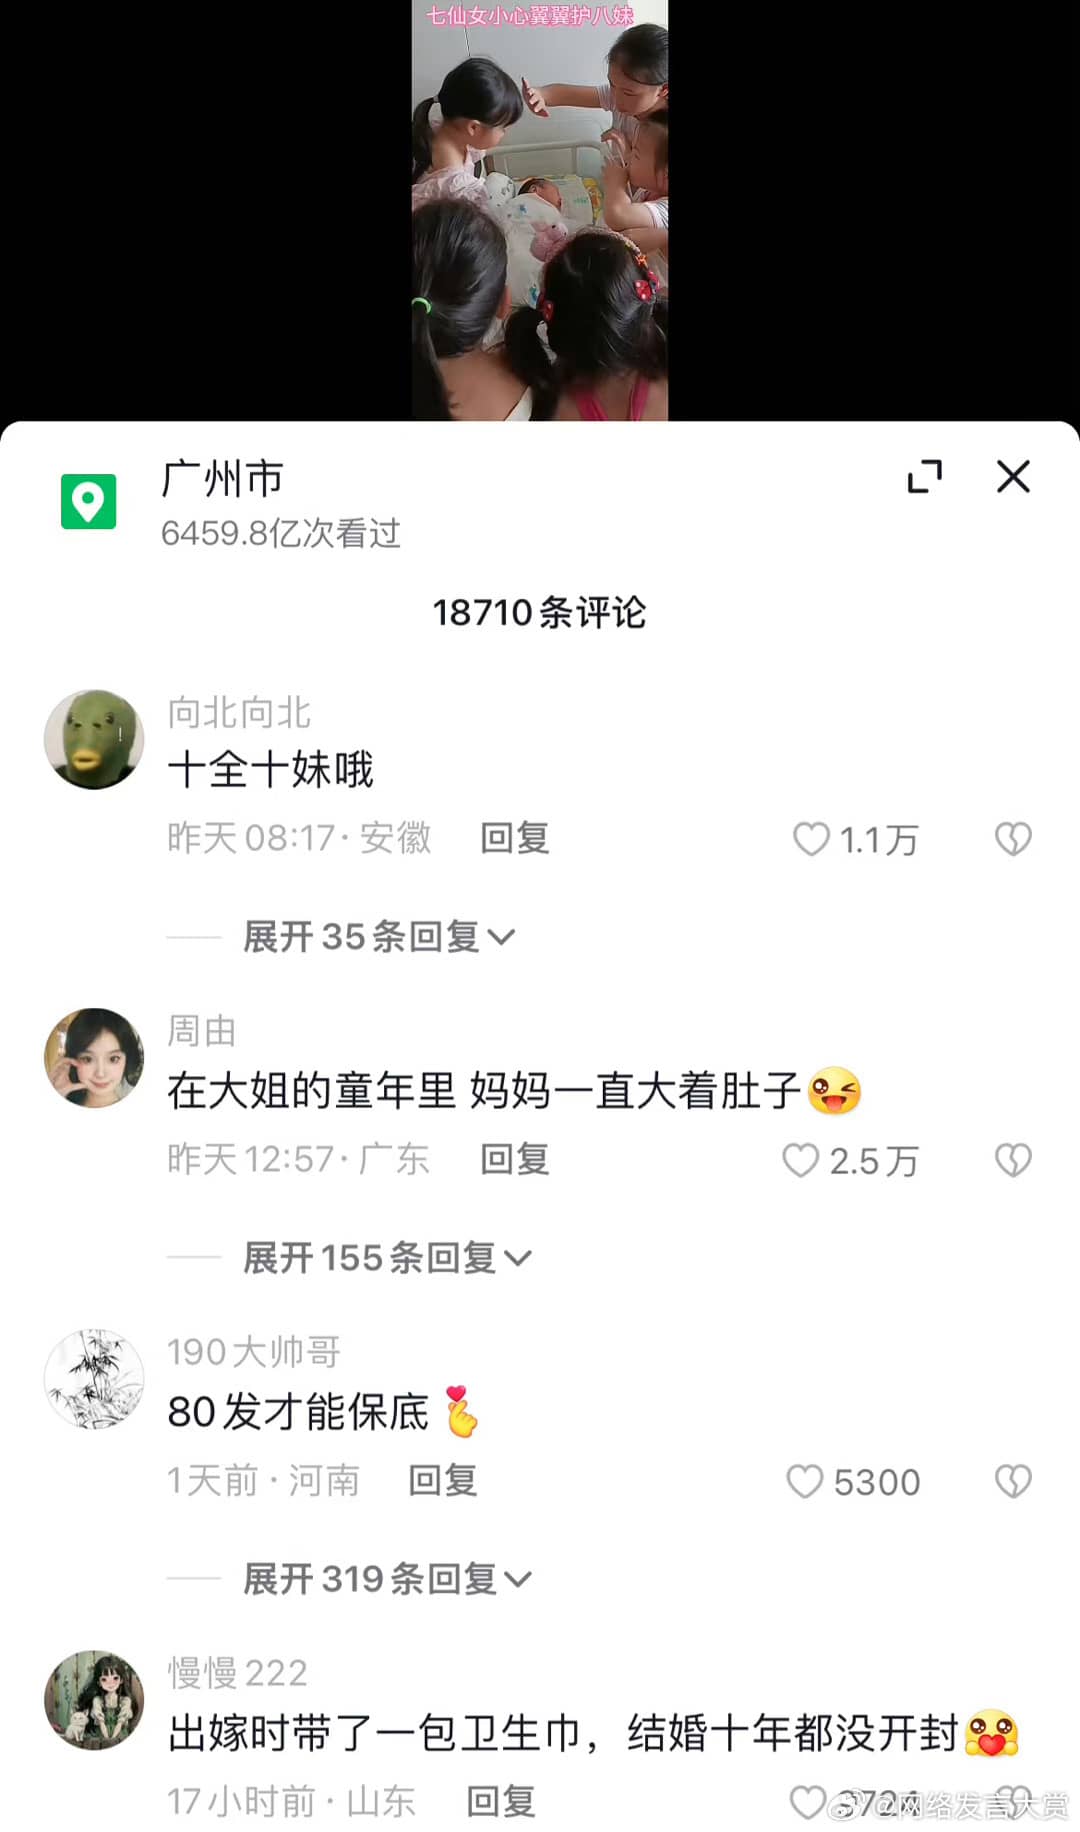 七仙女小心翼翼护八妹
广州市
6459.8亿次看过
18710条评论
向北向北
十全十妹哦
昨天08:17·安徽 回复 1.1万
展开35条回复
周由
在大姐的童年里 妈妈一直大着肚子😜
昨天12:57·广东 回复 2.5万
展开155条回复
190大帅哥
80发才能保底🫰
1天前·河南 回复 5300
展开319条回复
慢慢222
出嫁时带了一包卫生巾，结婚十年都没开封🥰
17小时前·山东 回复
@网络发言大赏